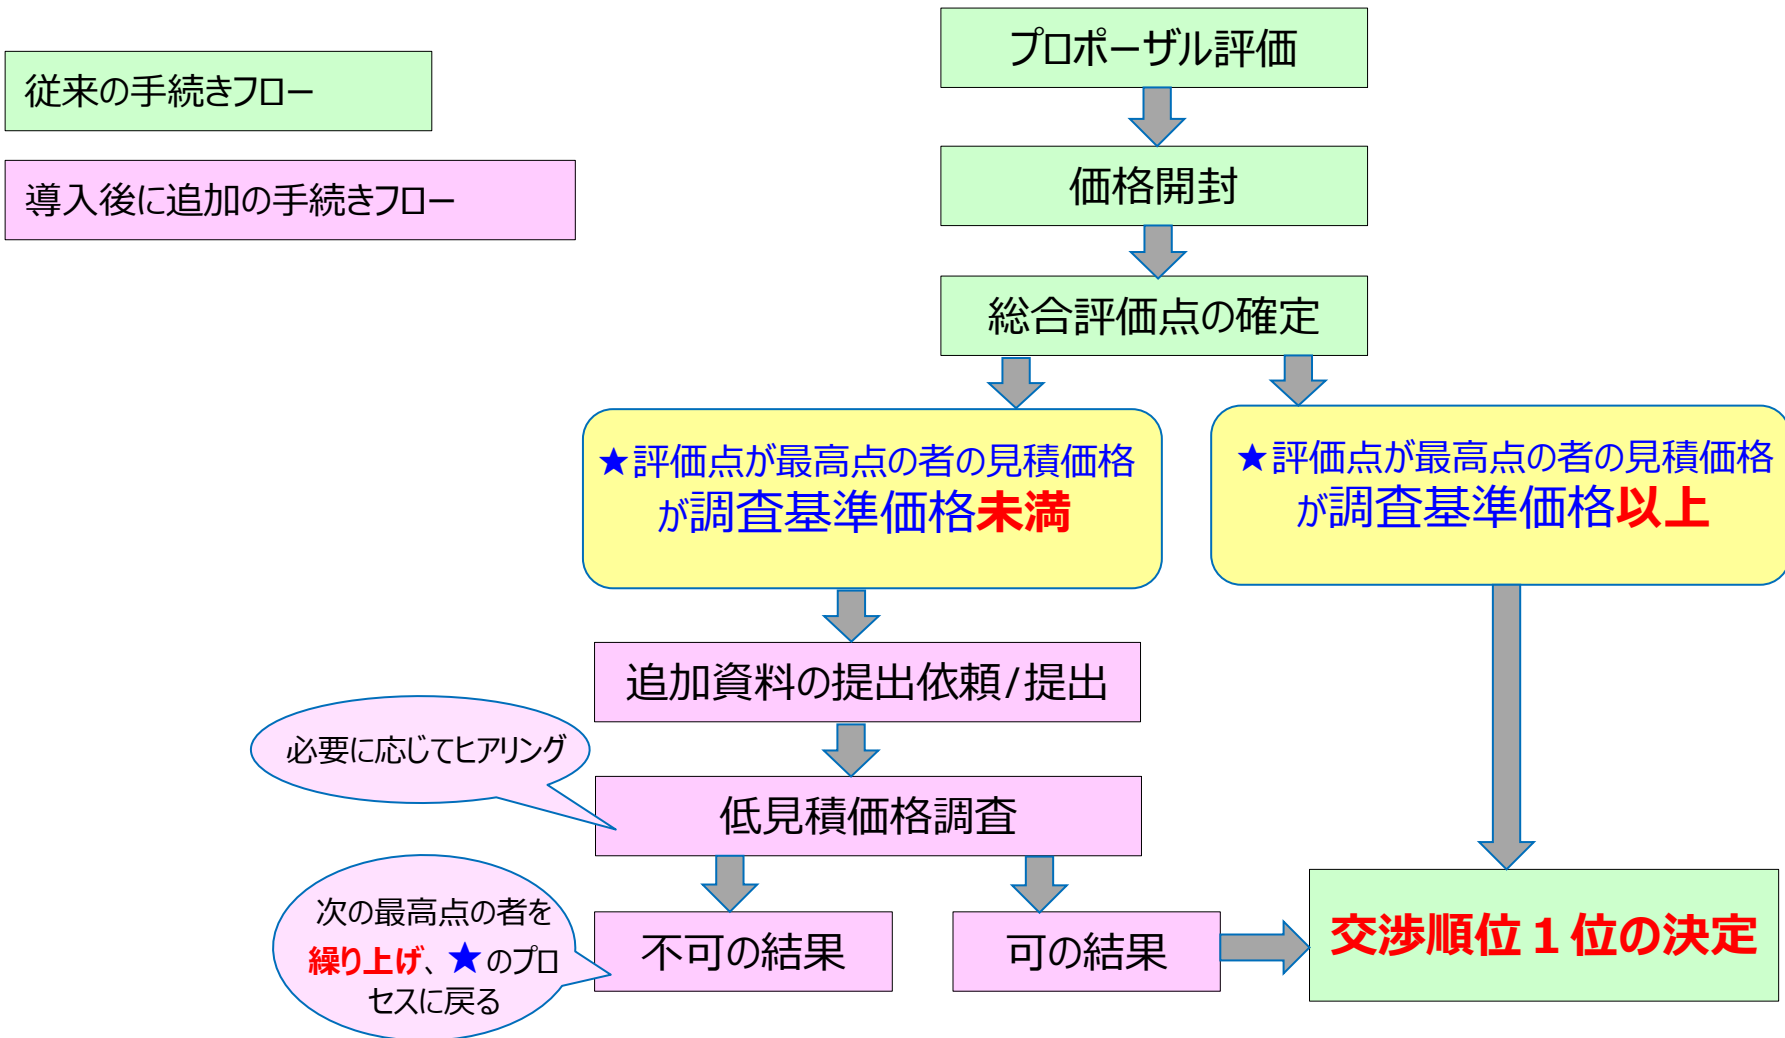 プロポーザル評価
従来の手続きフロー
価格開封
導入後に追加の手続きフロー
総合評価点の確定
★評価点が最高点の者の見積価格
が調査基準価格未満
★評価点が最高点の者の見積価格
が調査基準価格以上
追加資料の提出依頼/提出
必要に応じてヒアリング
低見積価格調査
次の最高点の者を
繰り上げ、★のプロ
セスに戻る
不可の結果
可の結果
交渉順位1位の決定